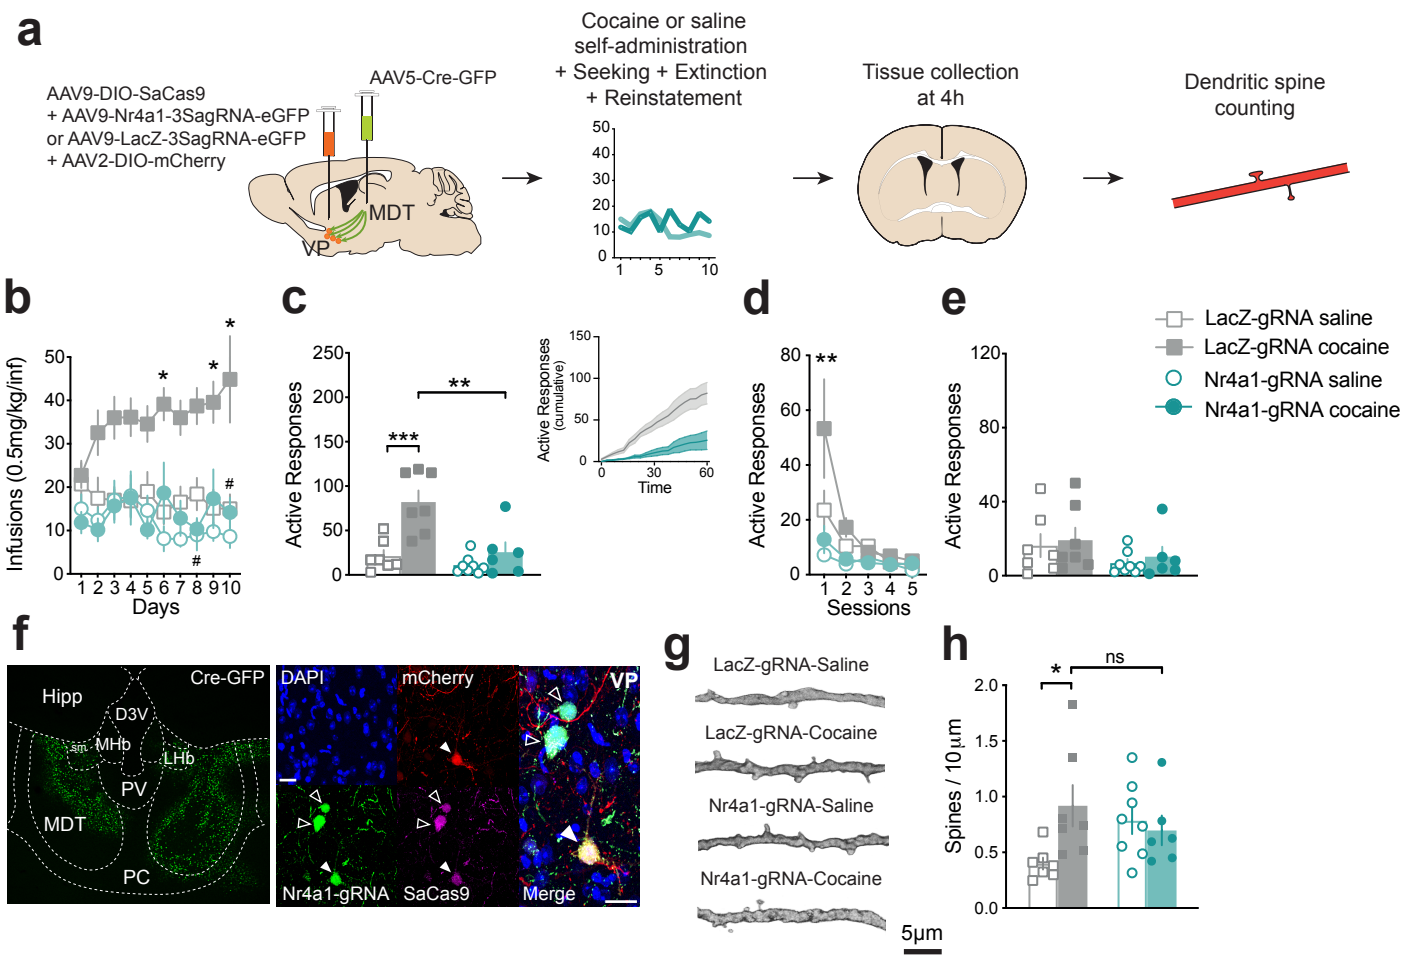 a
AAV9-DIO-SaCas9
+ AAV9-Nr4a1-3SagRNA-eGFP
or AAV9-LacZ-3SagRNA-eGFP
+ AAV2-DIO-mCherry
AAV5-Cre-GFP
MDT
VP
Cocaine or saline
self-administration
+ Seeking + Extinction
+ Reinstatement
50
40
30
20
10
0
1 5 10
Tissue collection
at 4h
Dendritic spine
counting
b
Infusions (0.5mg/kg/inf)
50
40
30
20
10
0
* * *
#
#
1 2 3 4 5 6 7 8 9 10
Days
c
Active Responses
250
200
150
100
50
0
***
**
Active Responses
(cumulative)
150
100
50
0
0 30 60
Time
d
Active Responses
80
60
40
20
0
**
1 2 3 4 5
Sessions
e
Active Responses
120
80
40
0
LacZ-gRNA saline
LacZ-gRNA cocaine
Nr4a1-gRNA saline
Nr4a1-gRNA cocaine
f
Cre-GFP
Hipp
D3V
sm
MHb
LHb
PV
MDT
PC
DAPI
mCherry
VP
Nr4a1-gRNA
SaCas9
Merge
g
LacZ-gRNA-Saline
LacZ-gRNA-Cocaine
Nr4a1-gRNA-Saline
Nr4a1-gRNA-Cocaine
5µm
h
Spines / 10µm
2.0
1.5
1.0
0.5
0.0
*
ns